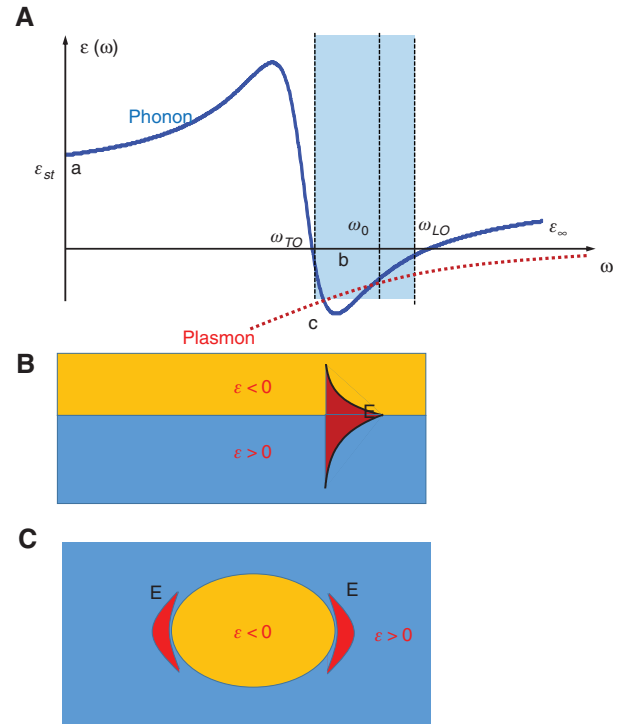 A
ε (ω)
Phonon
a
ε_st
ω_TO
ω_0
ω_LO
ε_∞
b
ω
c
Plasmon
B
ε < 0
E
ε > 0
C
E
E
ε < 0
ε > 0